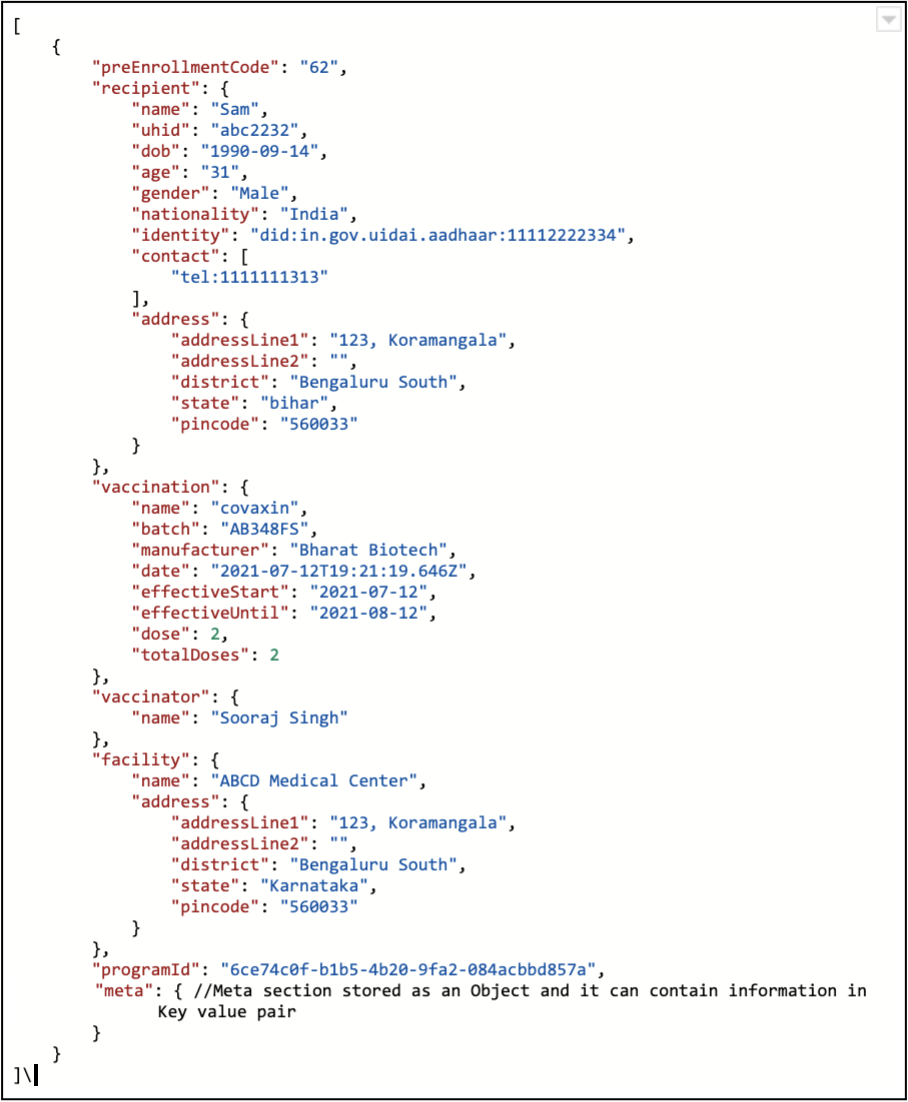 [
    {
        "preEnrollmentCode": "62",
        "recipient": {
            "name": "Sam",
            "uhid": "abc2232",
            "dob": "1990-09-14",
            "age": "31",
            "gender": "Male",
            "nationality": "India",
            "identity": "did:in.gov.uidai.aadhaar:11112222334",
            "contact": [
                "tel:1111111313"
            ],
            "address": {
                "addressLine1": "123, Koramangala",
                "addressLine2": "",
                "district": "Bengaluru South",
                "state": "bihar",
                "pincode": "560033"
            }
        },
        "vaccination": {
            "name": "covaxin",
            "batch": "AB348FS",
            "manufacturer": "Bharat Biotech",
            "date": "2021-07-12T19:21:19.646Z",
            "effectiveStart": "2021-07-12",
            "effectiveUntil": "2021-08-12",
            "dose": 2,
            "totalDoses": 2
        },
        "vaccinator": {
            "name": "Sooraj Singh"
        },
        "facility": {
            "name": "ABCD Medical Center",
            "address": {
                "addressLine1": "123, Koramangala",
                "addressLine2": "",
                "district": "Bengaluru South",
                "state": "Karnataka",
                "pincode": "560033"
            }
        },
        "programId": "6ce74c0f-b1b5-4b20-9fa2-084acbbd857a",
        "meta": { //Meta section stored as an Object and it can contain information in
              Key value pair
        }
    }
]\